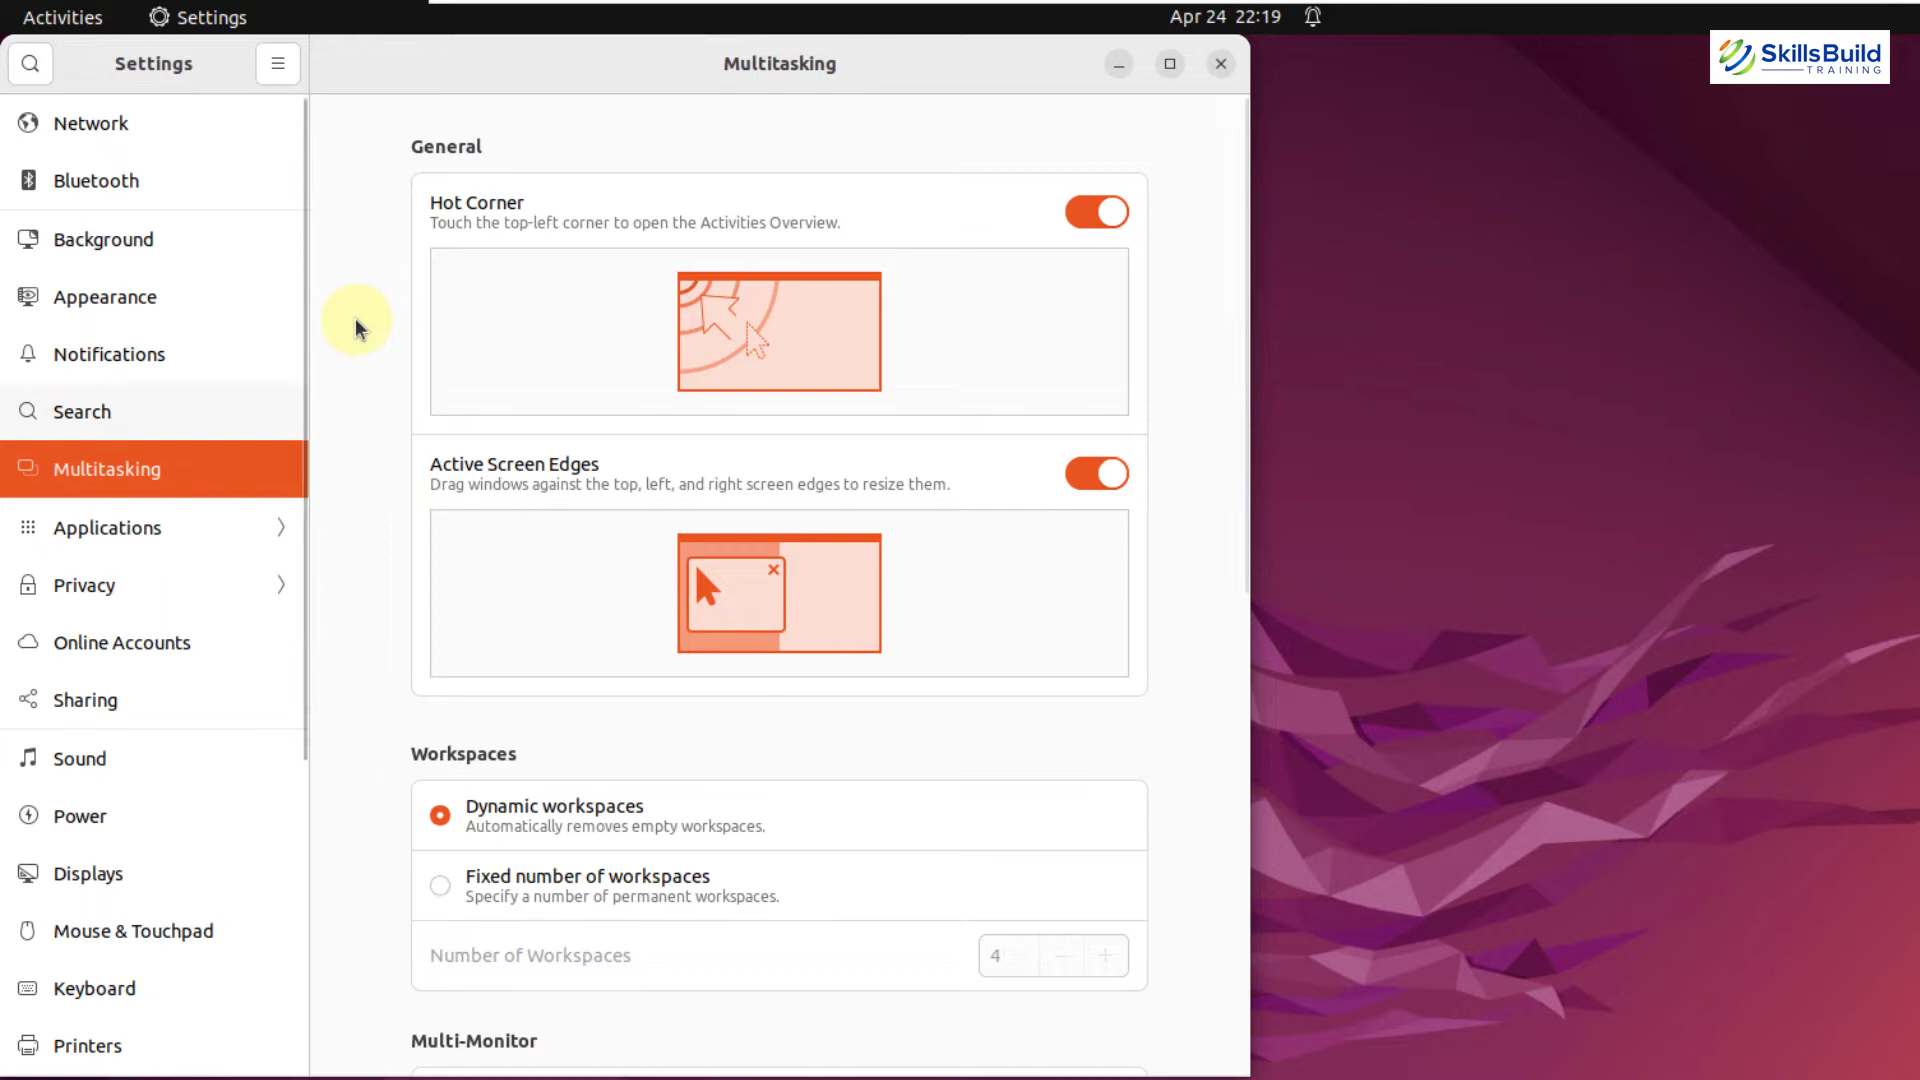 Activities
Settings
Apr 24 22:19
SkillsBuild
TRAINING
Settings
Multitasking
Network
Bluetooth
Background
Appearance
Notifications
Search
Multitasking
Applications
Privacy
Online Accounts
Sharing
Sound
Power
Displays
Mouse & Touchpad
Keyboard
Printers
General
Hot Corner
Touch the top-left corner to open the Activities Overview.
Active Screen Edges
Drag windows against the top, left, and right screen edges to resize them.
Workspaces
Dynamic workspaces
Automatically removes empty workspaces.
Fixed number of workspaces
Specify a number of permanent workspaces.
Number of Workspaces
4
Multi-Monitor